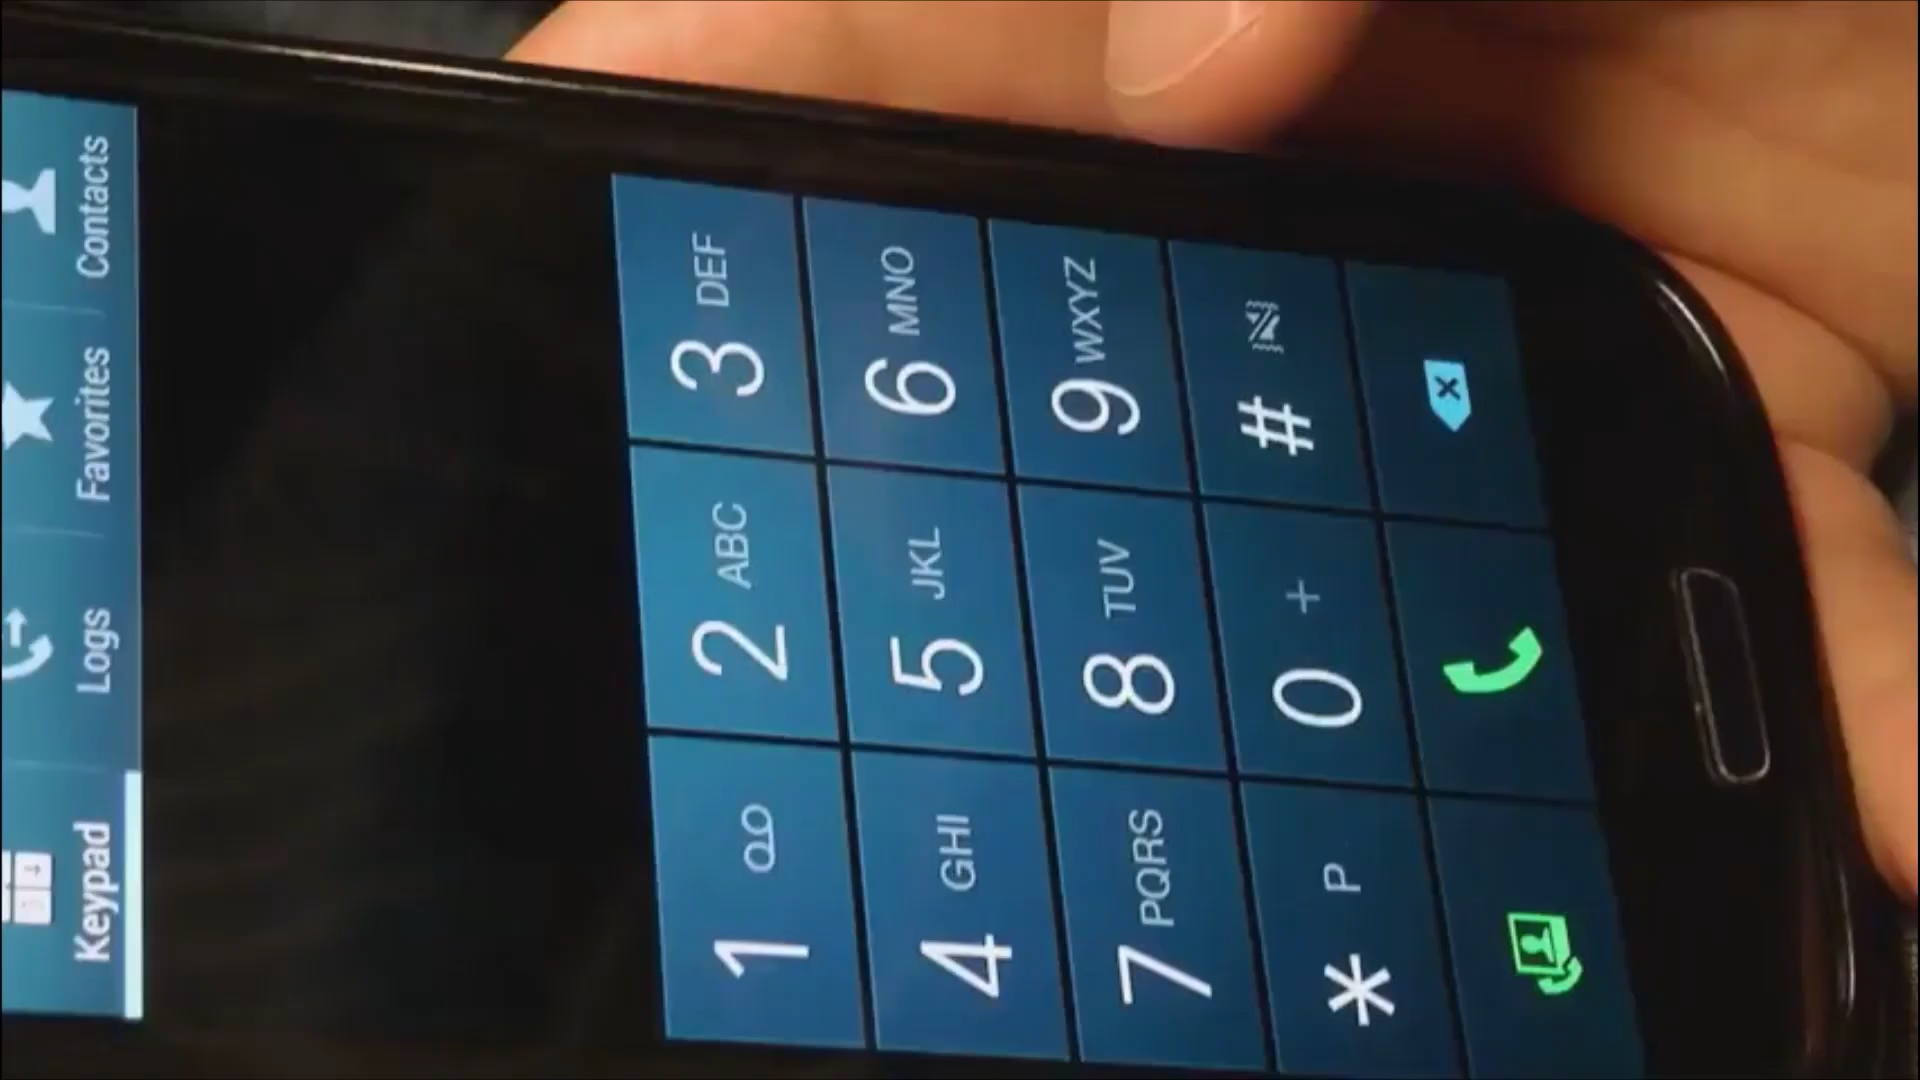 Keypad Logs Favorites Contacts
1 2 ABC 3 DEF
4 GHI 5 JKL 6 MNO
7 PQRS 8 TUV 9 WXYZ
* P 0 + #